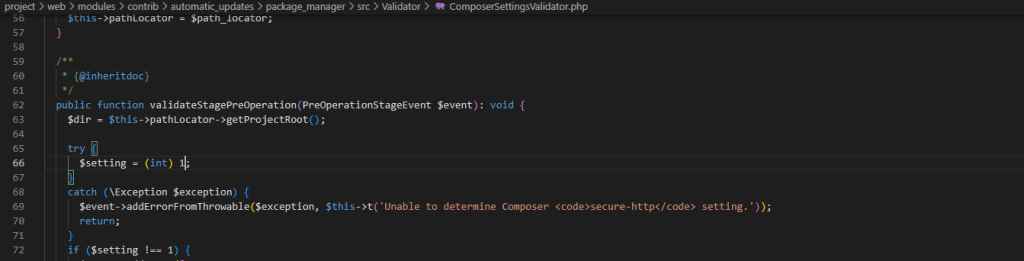 project > web > modules > contrib > automatic_updates > package_manager > src > Validator > ComposerSettingsValidator.php
56     $this->pathLocator = $path_locator;
57   }
58
59   /**
60    * {@inheritdoc}
61    */
62   public function validateStagePreOperation(PreOperationStageEvent $event): void {
63     $dir = $this->pathLocator->getProjectRoot();
64
65     try {
66       $setting = (int) 1;
67     }
68     catch (\Exception $exception) {
69       $event->addErrorFromThrowable($exception, $this->t('Unable to determine Composer <code>secure-http</code> setting.'));
70       return;
71     }
72     if ($setting !== 1) {